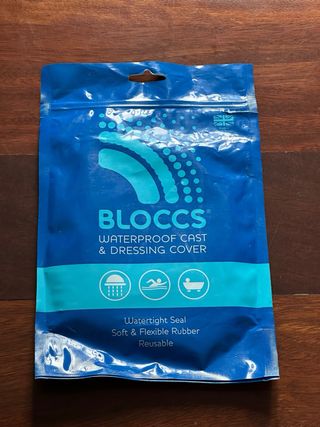 BLOCCS®
WATERPROOF CAST
& DRESSING COVER
Watertight Seal
Soft & Flexible Rubber
Reusable